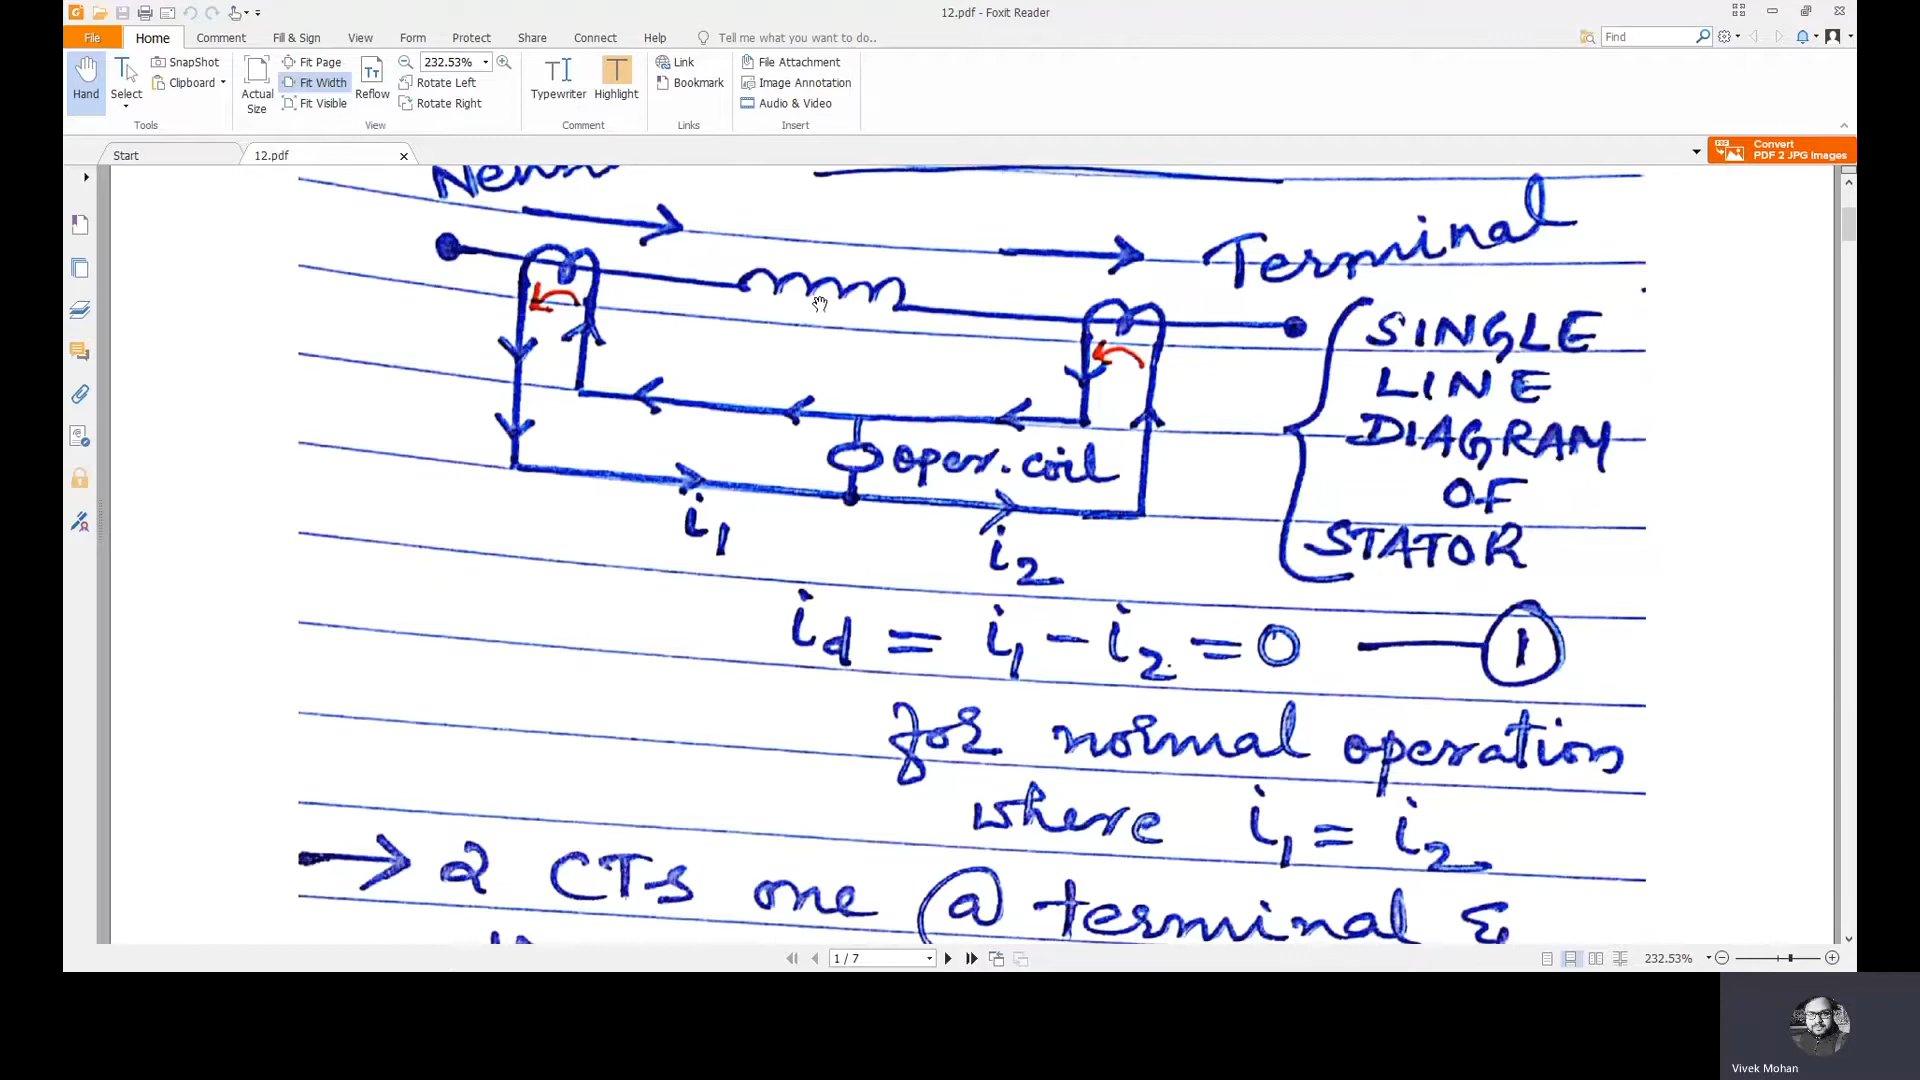 12.pdf - Foxit Reader
File Home Comment Fill & Sign View Form Protect Share Connect Help Tell me what you want to do.. Find
Hand Select SnapShot Clipboard Actual Size Fit Page Fit Width Fit Visible Reflow 232.53% Rotate Left Rotate Right Typewriter Highlight Link Bookmark File Attachment Image Annotation Audio & Video
Tools View Comment Links Insert
Start 12.pdf Convert PDF 2 JPG Images
Terminal
SINGLE
LINE
DIAGRAM
oper. coil
OF
i1
STATOR
i2
id = i1 - i2 = 0 — 1
for normal operation
where i1 = i2
→ 2 CTs one @ terminal &
1 / 7 232.53%
Vivek Mohan